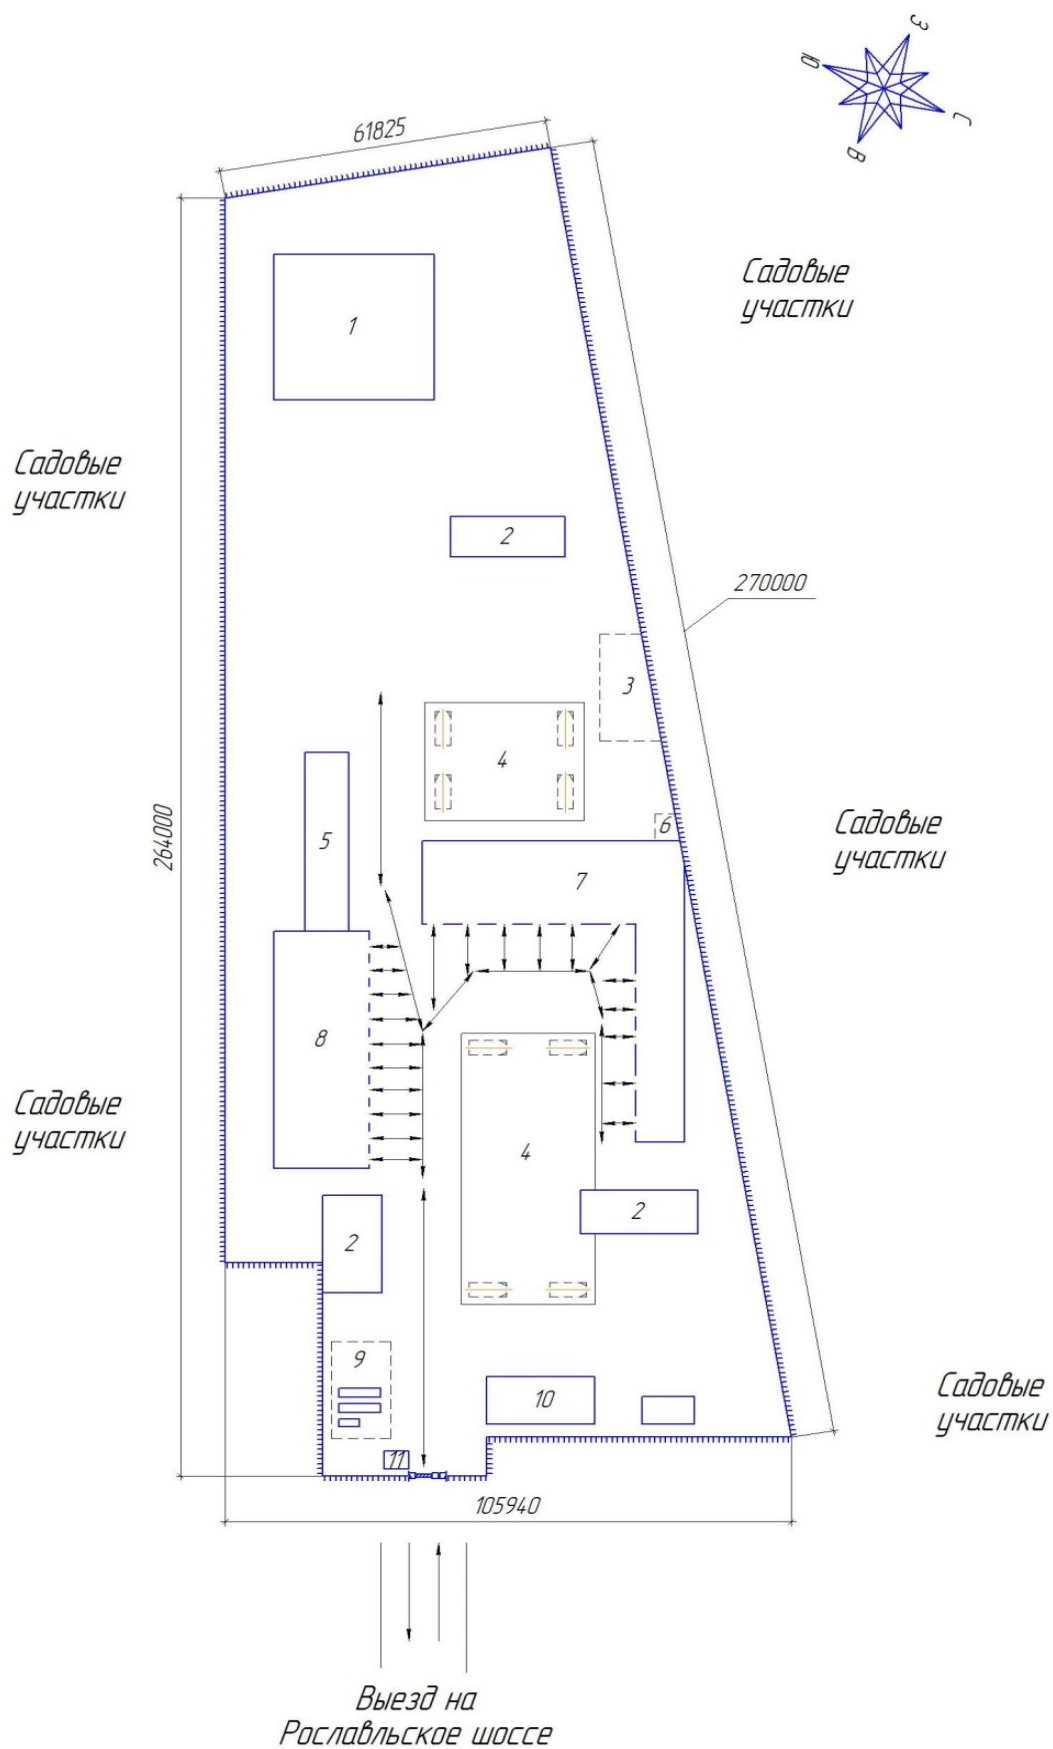 З
61825
Ю
С
В
Садовые
участки
1
Садовые
участки
2
270000
3
4
264000
5
6
Садовые
участки
7
8
Садовые
участки
4
2
2
9
10
Садовые
участки
11
105940
Выезд на
Рославльское шоссе